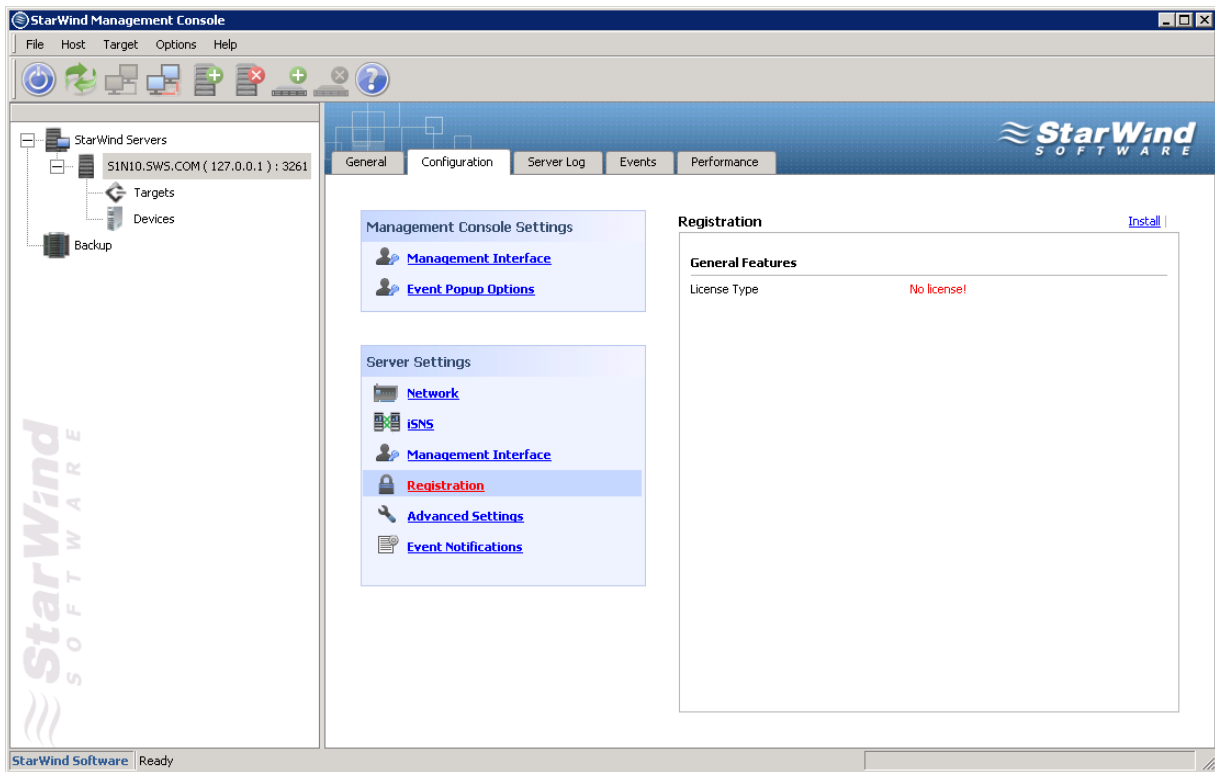 StarWind Management Console
File Host Target Options Help
StarWind Servers
S1N10.SWS.COM ( 127.0.0.1 ) : 3261
Targets
Devices
Backup
StarWind
SOFTWARE
General Configuration Server Log Events Performance
Management Console Settings
Management Interface
Event Popup Options
Server Settings
Network
iSNS
Management Interface
Registration
Advanced Settings
Event Notifications
Registration
Install
General Features
License Type No license!
StarWind
SOFTWARE
StarWind Software Ready